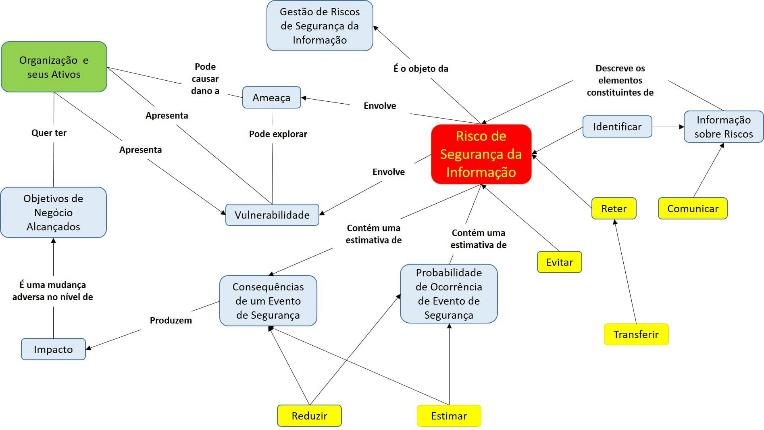 Gestão de Riscos
de Segurança da
Informação
Organização e
seus Ativos
Pode
causar
dano a
É o objeto da
Descreve os
elementos
constituintes de
Ameaça
Envolve
Apresenta
Quer ter
Apresenta
Pode explorar
Risco de
Segurança da
Informação
Identificar
Informação
sobre Riscos
Envolve
Objetivos de
Negócio
Alcançados
Vulnerabilidade
Reter
Comunicar
Contém uma
estimativa de
Contém uma
estimativa de
Evitar
É uma mudança
adversa no nível de
Consequências
de um Evento
de Segurança
Probabilidade
de Ocorrência
de Evento de
Segurança
Produzem
Impacto
Transferir
Reduzir
Estimar